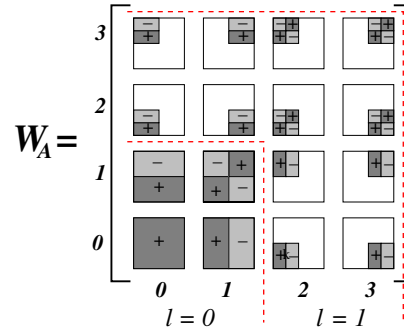 3 − − − + − +
+ + + − + −
2 − − − + − +
+ + + − + −
W_A =
1 − − + + − + −
+ + −
0 + + −
+ − + −
0 1 2 3
l = 0 l = 1